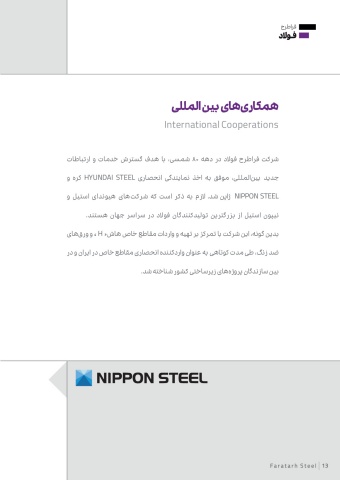 فراطرح
فـولاد
همکاری‌های بین‌المللی
International Cooperations
شرکت فراطرح فولاد در دهه ۸۰ شمسی، با هدف گسترش خدمات و ارتباطات
جدید بین‌المللی، موفق به اخذ نمایندگی انحصاری HYUNDAI STEEL کره و
NIPPON STEEL ژاپن شد. لازم به ذکر است که شرکت‌های هیوندای استیل و
نیپون استیل از بزرگترین تولیدکنندگان فولاد در سراسر جهان هستند.
بدین گونه، این شرکت با تمرکز بر تهیه و واردات مقاطع خاص هاش« H » و ورق‌های
ضد زنگ، طی مدت کوتاهی به عنوان واردکننده انحصاری مقاطع خاص در ایران و در
بین سازندگان پروژه‌های زیرساختی کشور شناخته شد.
NIPPON STEEL
Faratarh Steel | 13